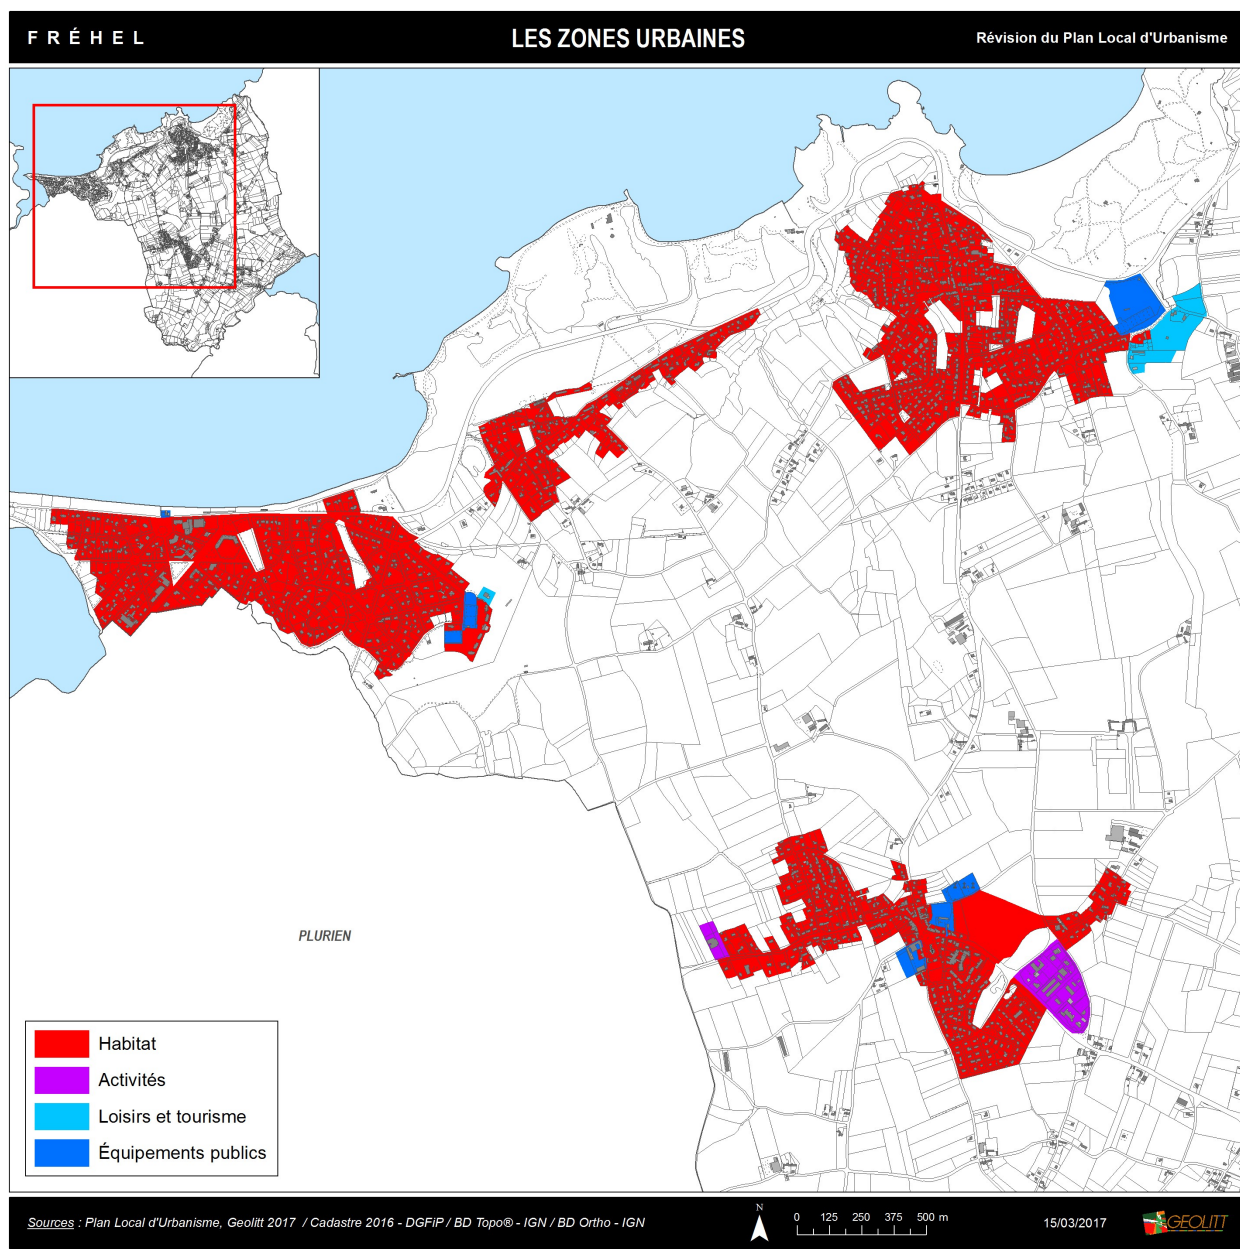 FRÉHEL
LES ZONES URBAINES
Révision du Plan Local d'Urbanisme
PLURIEN
Habitat
Activités
Loisirs et tourisme
Équipements publics
Sources : Plan Local d'Urbanisme, Geolitt 2017 / Cadastre 2016 - DGFiP / BD Topo® - IGN / BD Ortho - IGN
N
0 125 250 375 500 m
15/03/2017
GEOLITT